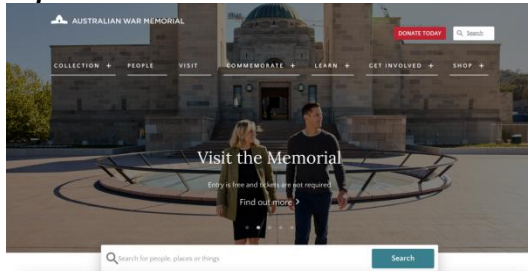 AUSTRALIAN WAR MEMORIAL
DONATE TODAY
Search
COLLECTION +
PEOPLE
VISIT
COMMEMORATE +
LEARN +
GET INVOLVED +
SHOP +
Visit the Memorial
Entry is free and tickets are not required
Find out more >
Search for people, places or things
Search